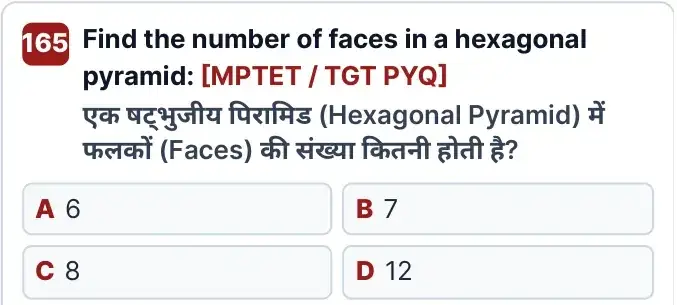 165 Find the number of faces in a hexagonal
pyramid: [MPTET / TGT PYQ]
एक षट्भुजीय पिरामिड (Hexagonal Pyramid) में
फलकों (Faces) की संख्या कितनी होती है?
A 6
B 7
C 8
D 12